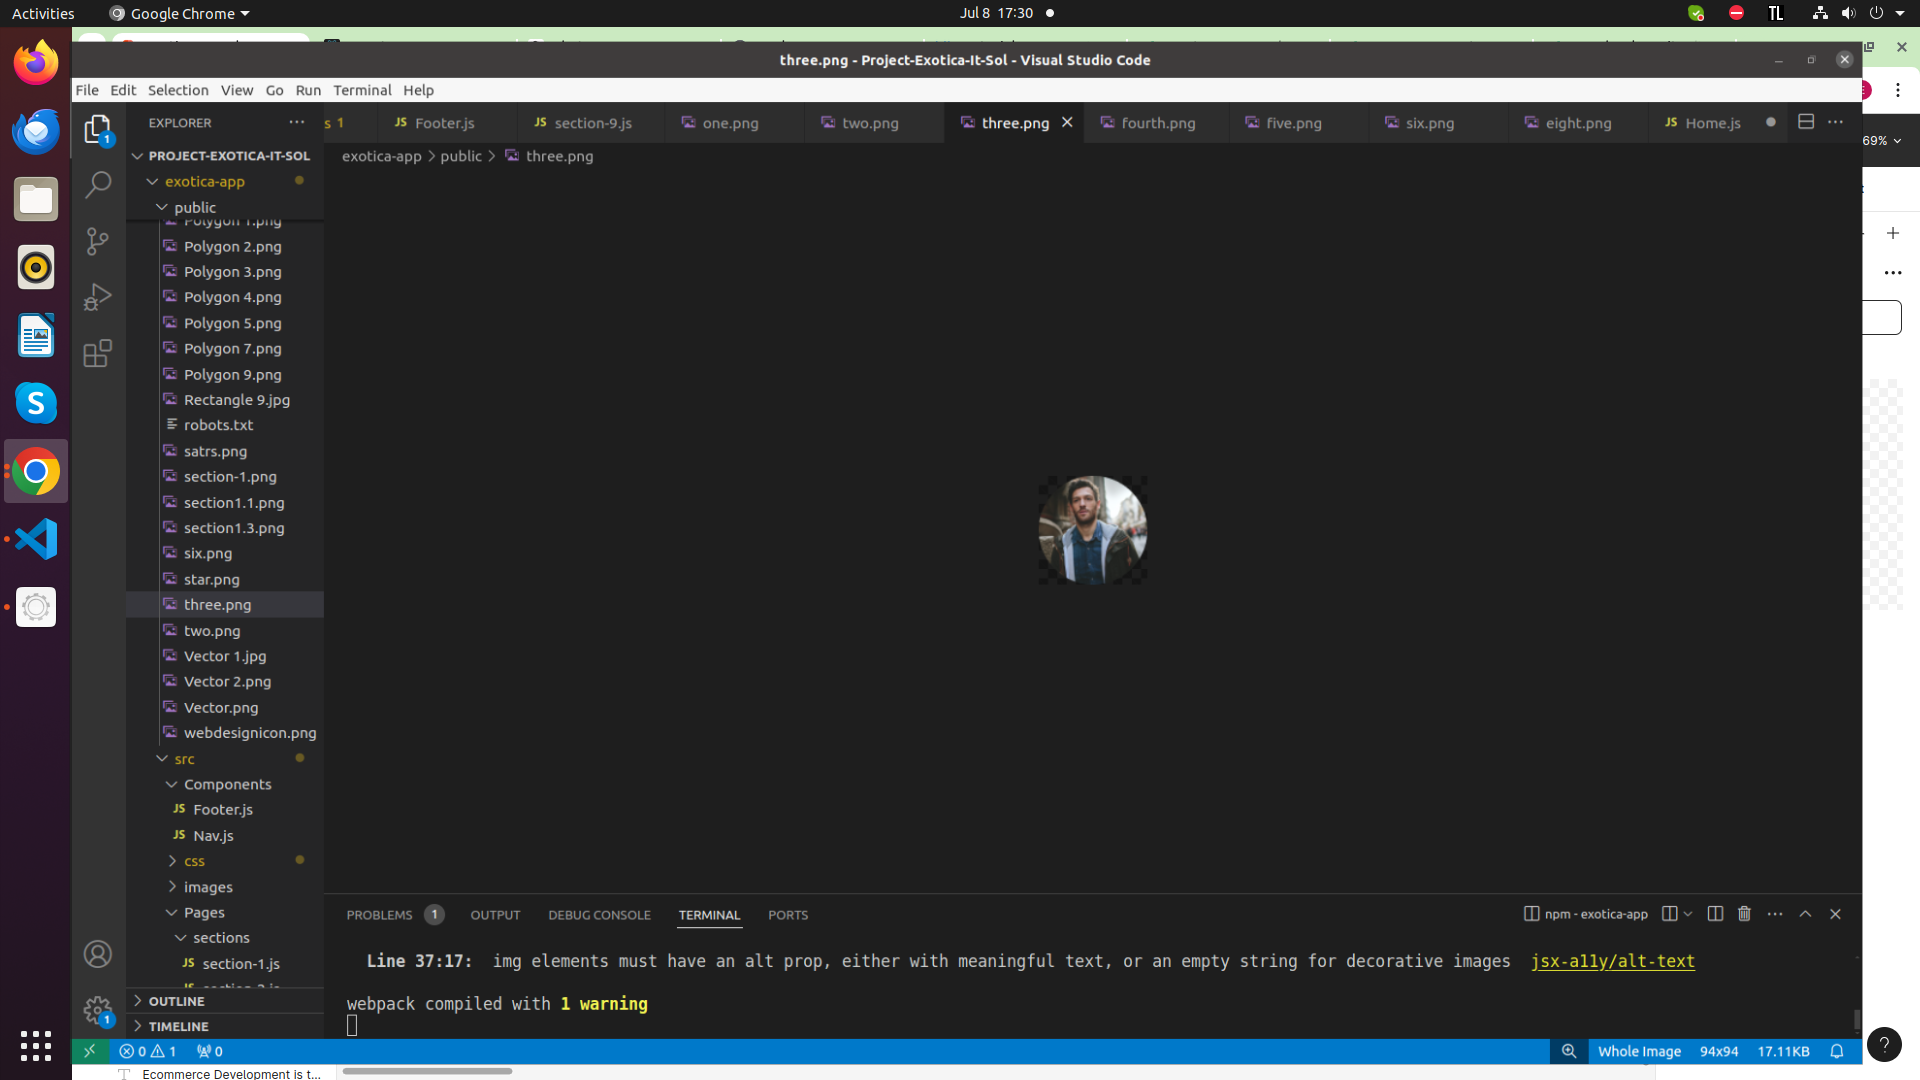 Activities
Google Chrome
Jul 8 17:30
TL
three.png - Project-Exotica-It-Sol - Visual Studio Code
File Edit Selection View Go Run Terminal Help
EXPLORER
s 1
Footer.js
section-9.js
one.png
two.png
three.png
fourth.png
five.png
six.png
eight.png
Home.js
69%
exotica-app > public > three.png
PROJECT-EXOTICA-IT-SOL
exotica-app
public
Polygon 1.png
Polygon 2.png
Polygon 3.png
Polygon 4.png
Polygon 5.png
Polygon 7.png
Polygon 9.png
Rectangle 9.jpg
robots.txt
satrs.png
section-1.png
section1.1.png
section1.3.png
six.png
star.png
three.png
two.png
Vector 1.jpg
Vector 2.png
Vector.png
webdesignicon.png
src
Components
JS Footer.js
JS Nav.js
css
images
Pages
sections
JS section-1.js
OUTLINE
TIMELINE
PROBLEMS 1 OUTPUT DEBUG CONSOLE TERMINAL PORTS
npm - exotica-app
Line 37:17: img elements must have an alt prop, either with meaningful text, or an empty string for decorative images jsx-a11y/alt-text
webpack compiled with 1 warning
0 1 0
Whole Image 94x94 17.11KB
Ecommerce Development is t...